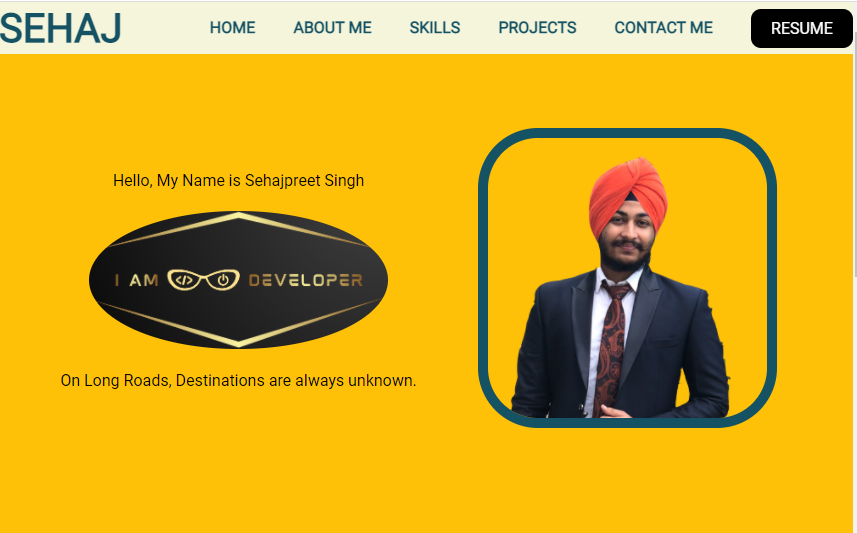 SEHAJ
HOME ABOUT ME SKILLS PROJECTS CONTACT ME RESUME
Hello, My Name is Sehajpreet Singh
I AM </> DEVELOPER
On Long Roads, Destinations are always unknown.